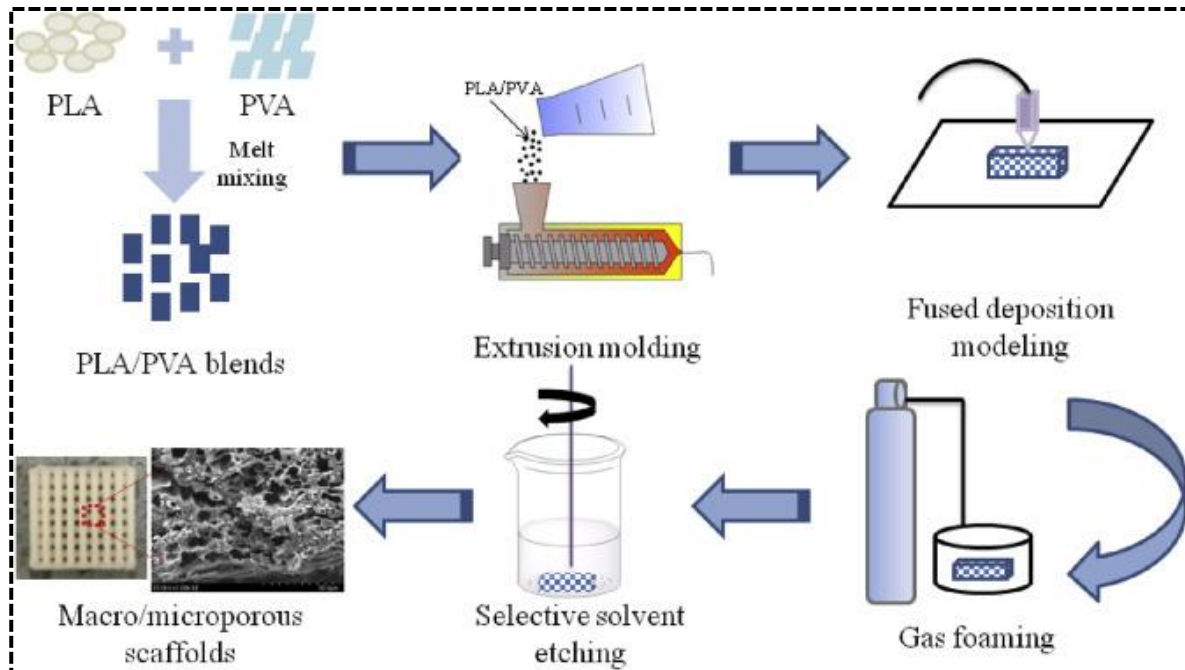 PLA
PVA
Melt
mixing
PLA/PVA blends
PLA/PVA
Extrusion molding
Fused deposition
modeling
Gas foaming
Selective solvent
etching
Macro/microporous
scaffolds